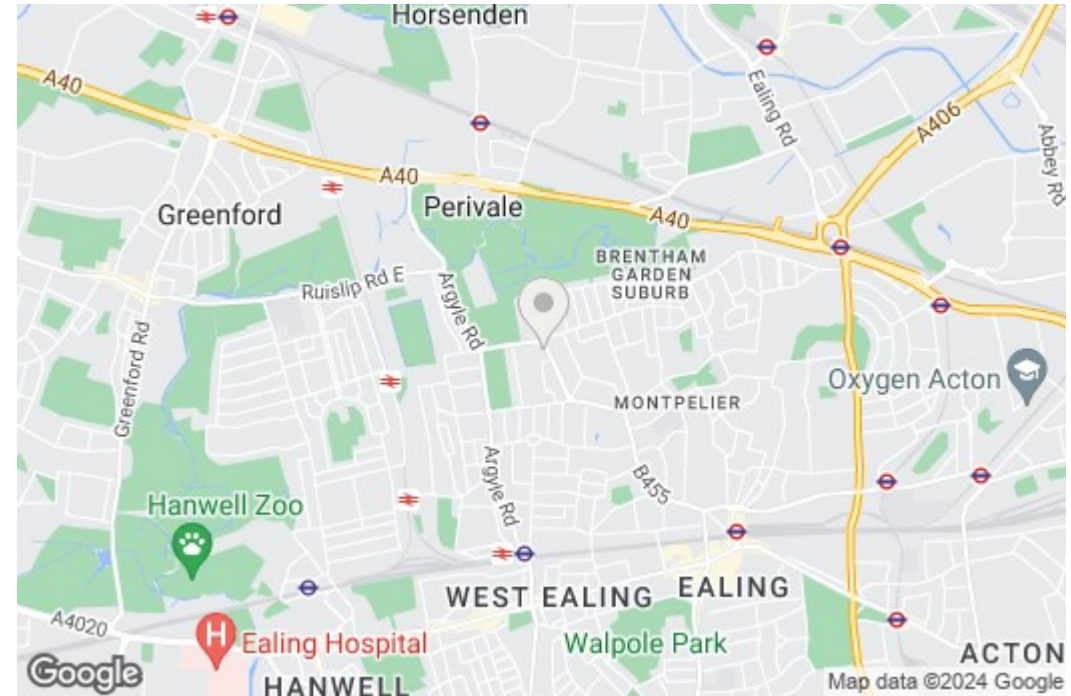 Horsenden
A40
Ealing Rd
A406
Abbey Rd
A40
Greenford
Perivale
A40
BRENTHAM
GARDEN
SUBURB
Ruislip Rd E
Argyle Rd
Greenford Rd
Oxygen Acton
MONTPELIER
Argyle Rd
B455
Hanwell Zoo
WEST EALING
EALING
A4020
H
Ealing Hospital
Walpole Park
ACTON
Google
HANWELL
Map data ©2024 Google